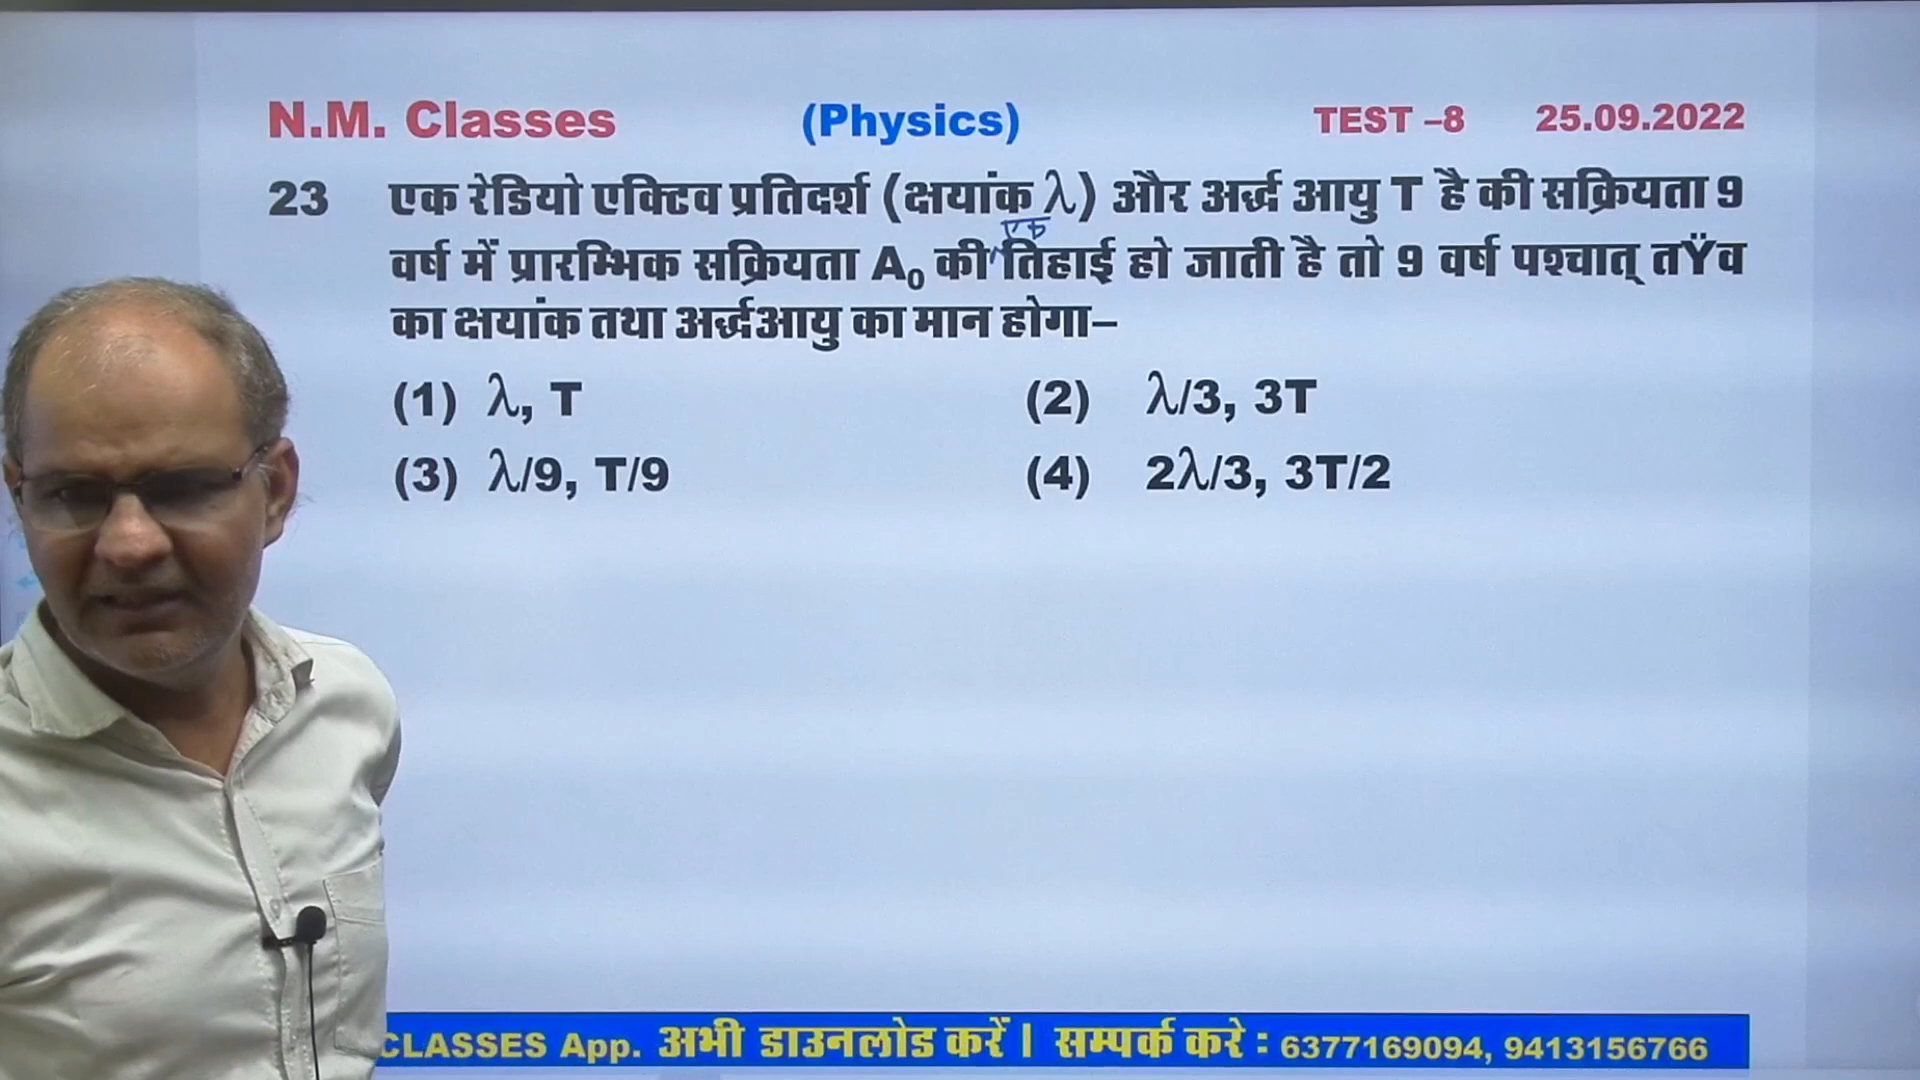 N.M. Classes (Physics) TEST –8 25.09.2022
23 एक रेडियो एक्टिव प्रतिदर्श (क्षयांक λ) और अर्द्ध आयु T है की सक्रियता 9
एक
वर्ष में प्रारम्भिक सक्रियता A₀ की तिहाई हो जाती है तो 9 वर्ष पश्चात् तŸव
का क्षयांक तथा अर्द्धआयु का मान होगा–
(1) λ, T (2) λ/3, 3T
(3) λ/9, T/9 (4) 2λ/3, 3T/2
CLASSES App. अभी डाउनलोड करें। सम्पर्क करे : 6377169094, 9413156766